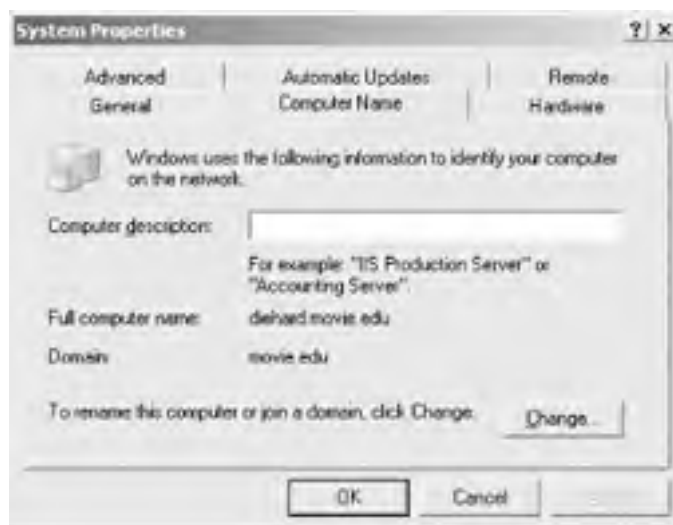 System Properties
? ×
Advanced Automatic Updates Remote
General Computer Name Hardware
Windows uses the following information to identify your computer
on the network.
Computer description:
For example: "IIS Production Server" or
"Accounting Server".
Full computer name: diehard.movie.edu
Domain: movie.edu
To rename this computer or join a domain, click Change.
Change...
OK Cancel